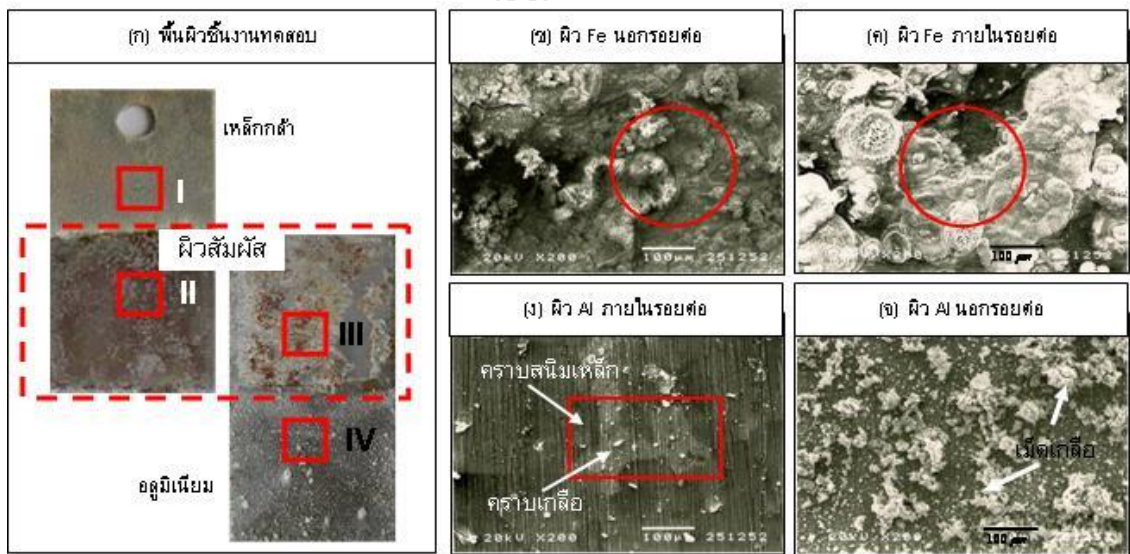 (ก) พื้นผิวชิ้นงานทดสอบ
เหล็กกล้า
I
ผิวสัมผัส
II
III
IV
อลูมิเนียม
(ข) ผิว Fe นอกรอยต่อ
20kV X200 100μm 251252
(ค) ผิว Fe ภายในรอยต่อ
20kV X200 100μm 251252
(ง) ผิว Al ภายในรอยต่อ
คราบสนิมเหล็ก
คราบเกลือ
20kV X200 100μm 251252
(จ) ผิว Al นอกรอยต่อ
เม็ดเกลือ
20kV X200 100μm 251252